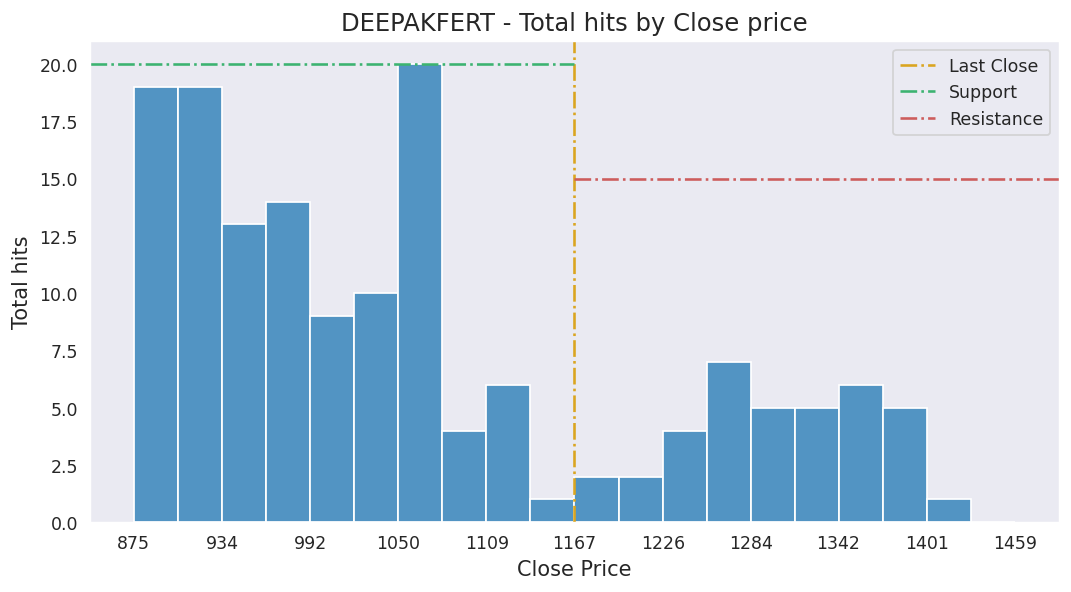 DEEPAKFERT - Total hits by Close price
Last Close
Support
Resistance
Total hits
20.0
17.5
15.0
12.5
10.0
7.5
5.0
2.5
0.0
875 934 992 1050 1109 1167 1226 1284 1342 1401 1459
Close Price